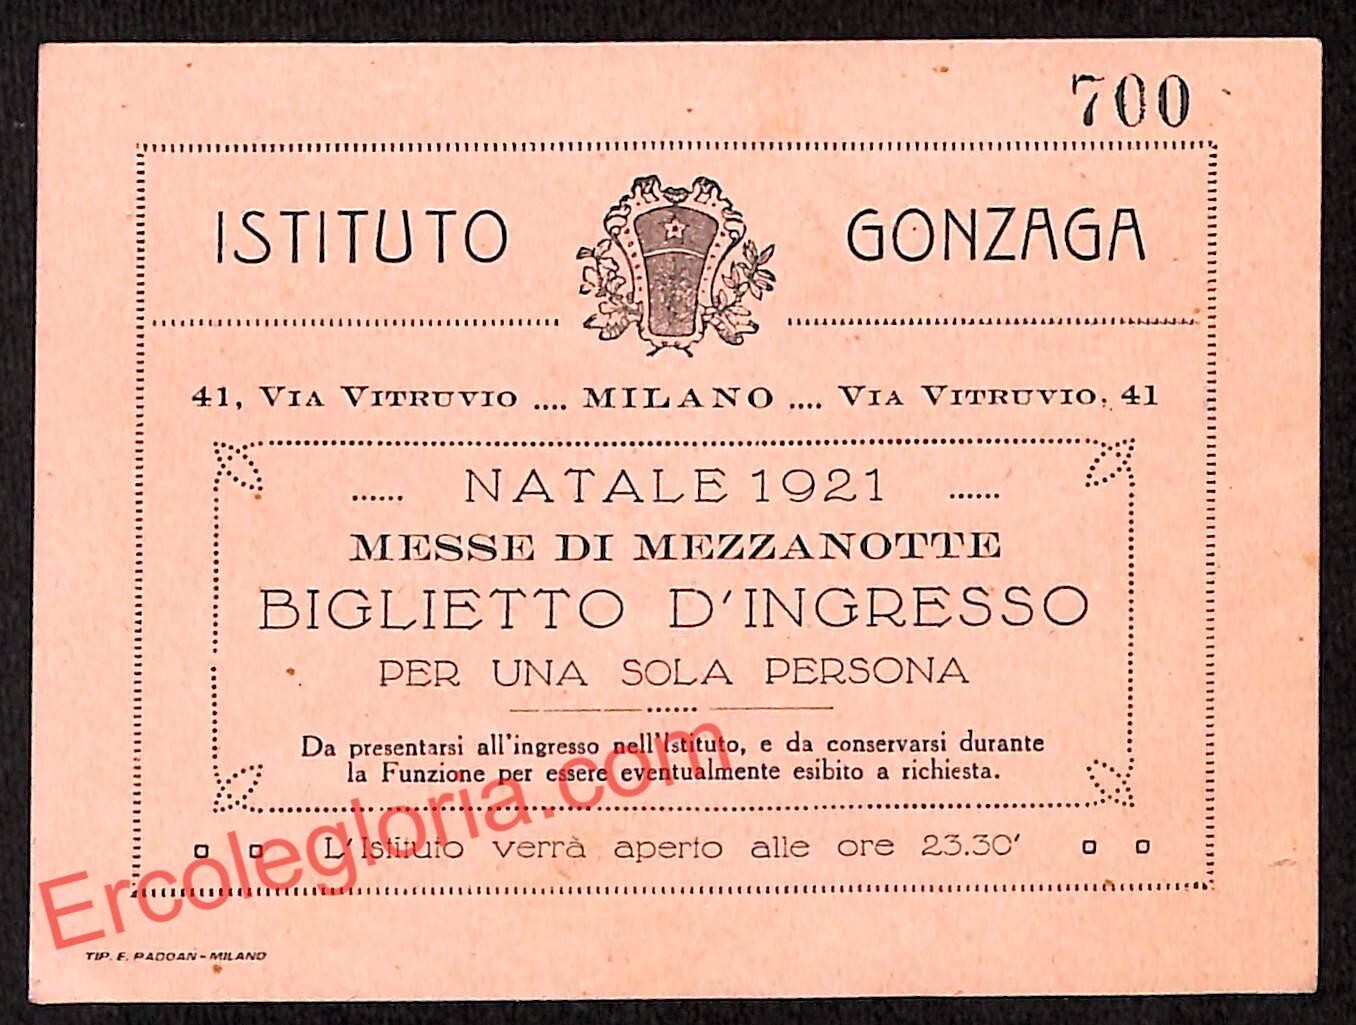 700
ISTITUTO GONZAGA
41, VIA VITRUVIO .... MILANO .... VIA VITRUVIO, 41
...... NATALE 1921 ......
MESSE DI MEZZANOTTE
BIGLIETTO D'INGRESSO
PER UNA SOLA PERSONA
Da presentarsi all'ingresso nell'Istituto, e da conservarsi durante
la Funzione per essere eventualmente esibito a richiesta.
L'Istituto verrà aperto alle ore 23.30'
Ercolegloria.com
TIP. E. PADOAN - MILANO